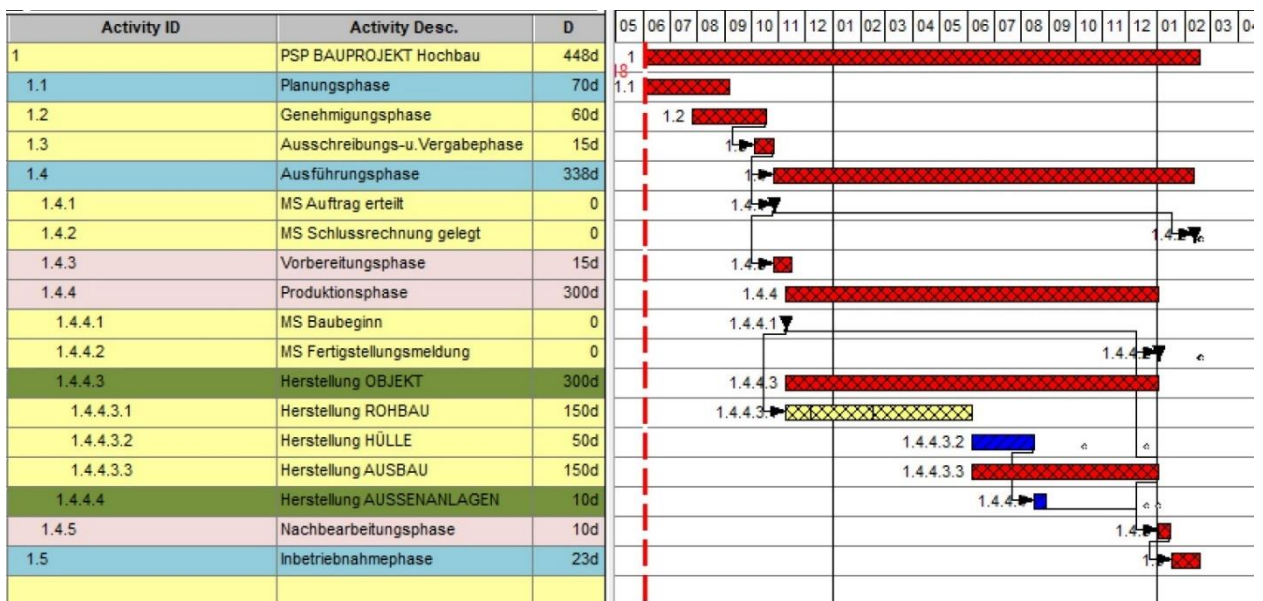 Activity ID Activity Desc. D 05 06 07 08 09 10 11 12 01 02 03 04 05 06 07 08 09 10 11 12 01 02 03
1 PSP BAUPROJEKT Hochbau 448d 1
1.1 Planungsphase 70d 1.1
1.2 Genehmigungsphase 60d 1.2
1.3 Ausschreibungs-u.Vergabephase 15d
1.4 Ausführungsphase 338d
1.4.1 MS Auftrag erteilt 0
1.4.2 MS Schlussrechnung gelegt 0
1.4.3 Vorbereitungsphase 15d
1.4.4 Produktionsphase 300d 1.4.4
1.4.4.1 MS Baubeginn 0 1.4.4.1
1.4.4.2 MS Fertigstellungsmeldung 0
1.4.4.3 Herstellung OBJEKT 300d 1.4.4.3
1.4.4.3.1 Herstellung ROHBAU 150d
1.4.4.3.2 Herstellung HÜLLE 50d 1.4.4.3.2
1.4.4.3.3 Herstellung AUSBAU 150d 1.4.4.3.3
1.4.4.4 Herstellung AUSSENANLAGEN 10d
1.4.5 Nachbearbeitungsphase 10d
1.5 Inbetriebnahmephase 23d